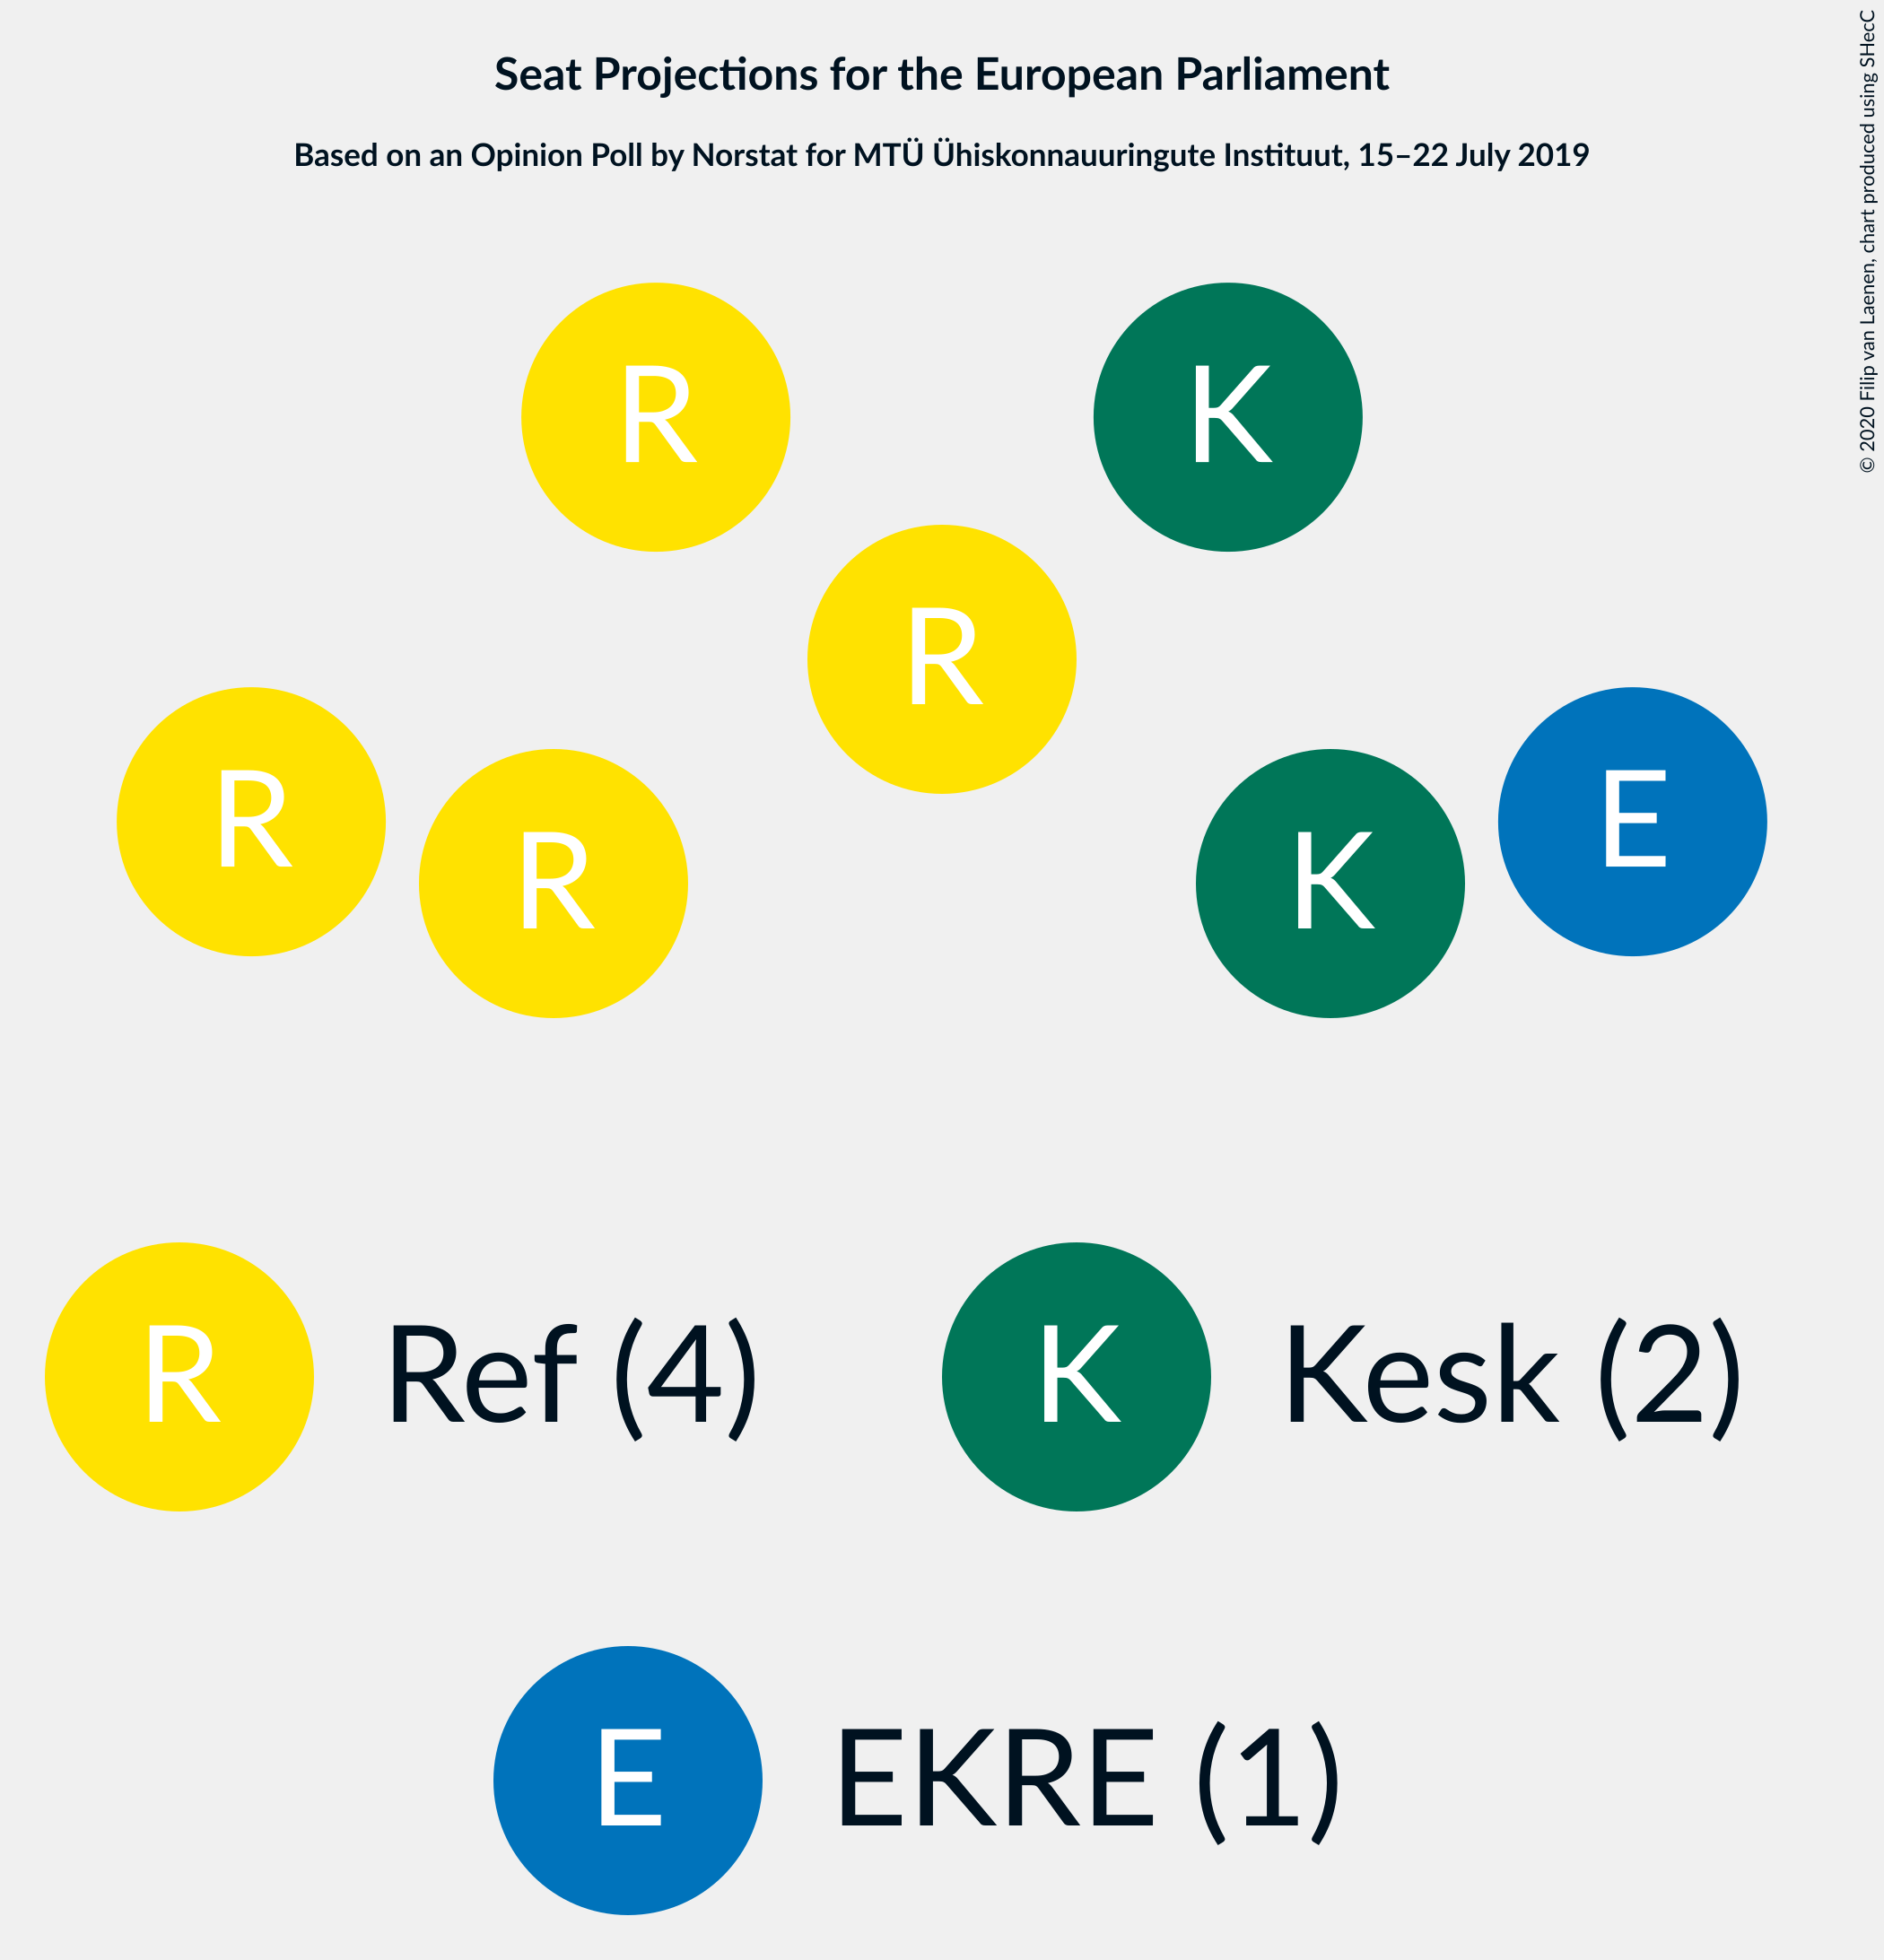 Seat Projections for the European Parliament
Based on an Opinion Poll by Norstat for MTÜ Ühiskonnauuringute Instituut, 15–22 July 2019
© 2020 Filip van Laenen, chart produced using SHecC
R
K
R
R
E
R
K
R Ref (4)
K Kesk (2)
E EKRE (1)